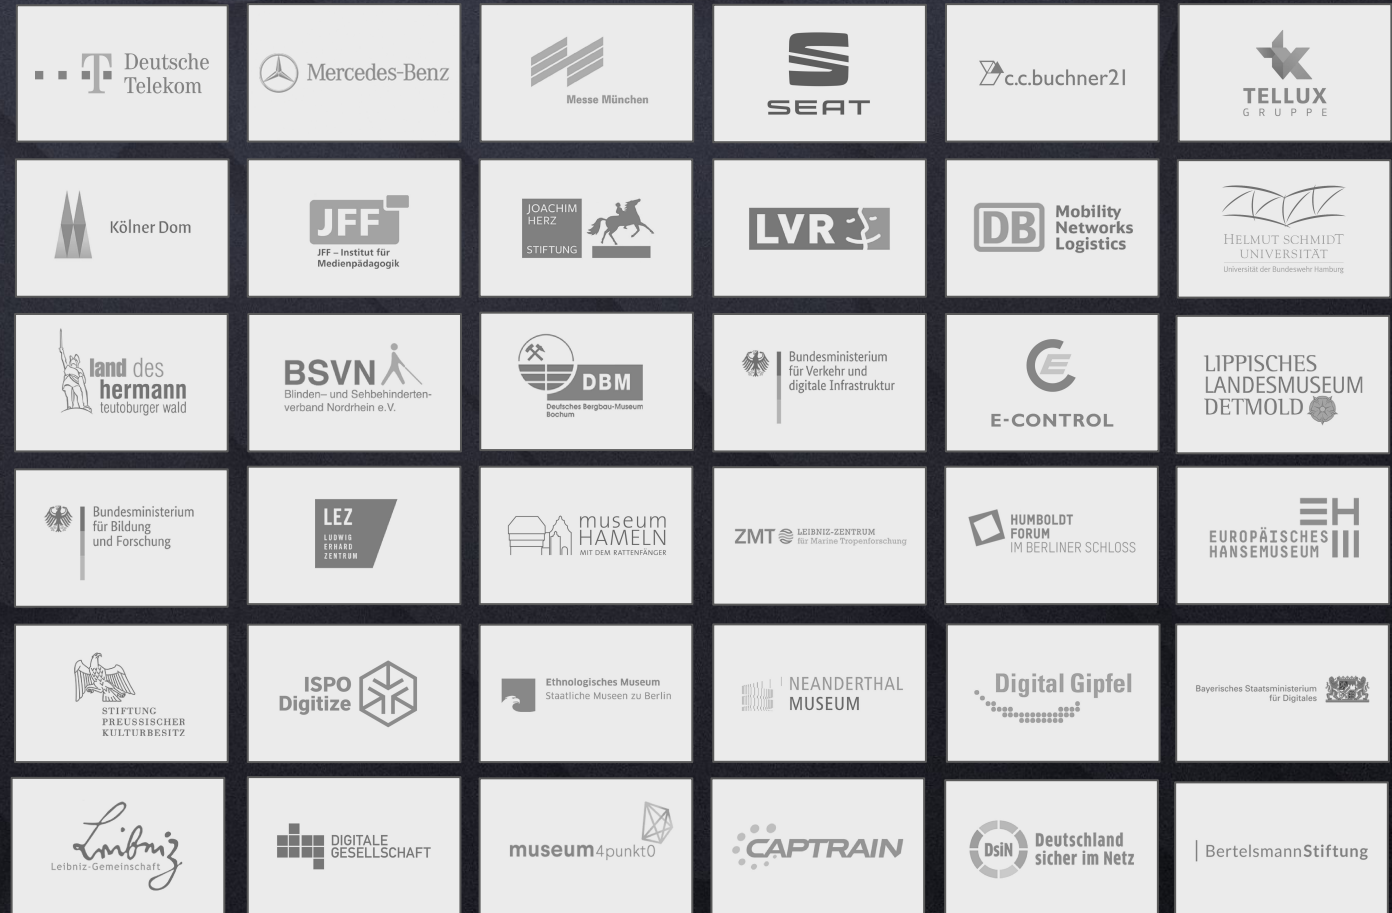 Deutsche
Telekom
Mercedes-Benz
Messe München
SEAT
c.c.buchner21
TELLUX
GRUPPE
Kölner Dom
JFF
JFF – Institut für
Medienpädagogik
JOACHIM
HERZ
STIFTUNG
LVR
DB
Mobility
Networks
Logistics
HELMUT SCHMIDT
UNIVERSITÄT
Universität der Bundeswehr Hamburg
land des
hermann
teutoburger wald
BSVN
Blinden– und Sehbehinderten-
verband Nordrhein e.V.
DBM
Deutsches Bergbau-Museum
Bochum
Bundesministerium
für Verkehr und
digitale Infrastruktur
CE
E-CONTROL
LIPPISCHES
LANDESMUSEUM
DETMOLD
Bundesministerium
für Bildung
und Forschung
LEZ
LUDWIG
ERHARD
ZENTRUM
museum
HAMELN
MIT DEM RATTENFÄNGER
ZMT
LEIBNIZ-ZENTRUM
für Marine Tropenforschung
HUMBOLDT
FORUM
IM BERLINER SCHLOSS
EH
EUROPÄISCHES
HANSEMUSEUM
STIFTUNG
PREUSSISCHER
KULTURBESITZ
ISPO
Digitize
Ethnologisches Museum
Staatliche Museen zu Berlin
NEANDERTHAL
MUSEUM
Digital Gipfel
Bayerisches Staatsministerium
für Digitales
Leibniz
Leibniz-Gemeinschaft
DIGITALE
GESELLSCHAFT
museum4punkt0
CAPTRAIN
DsiN
Deutschland
sicher im Netz
BertelsmannStiftung